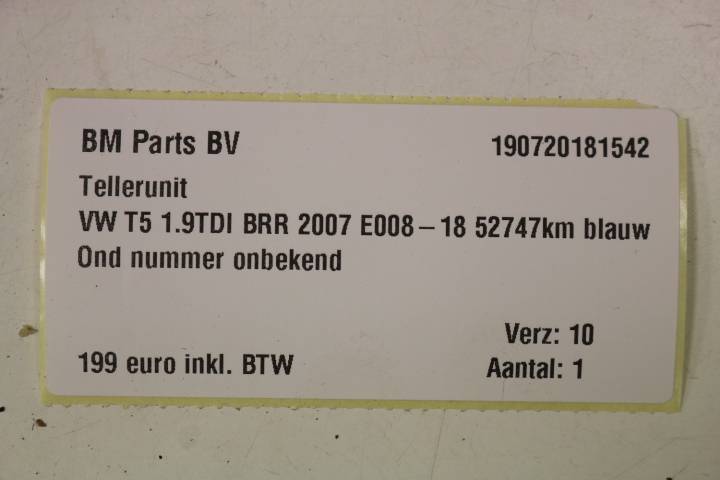 BM Parts BV 190720181542
Tellerunit
VW T5 1.9TDI BRR 2007 E008-18 52747km blauw
Ond nummer onbekend
Verz: 10
199 euro inkl. BTW Aantal: 1